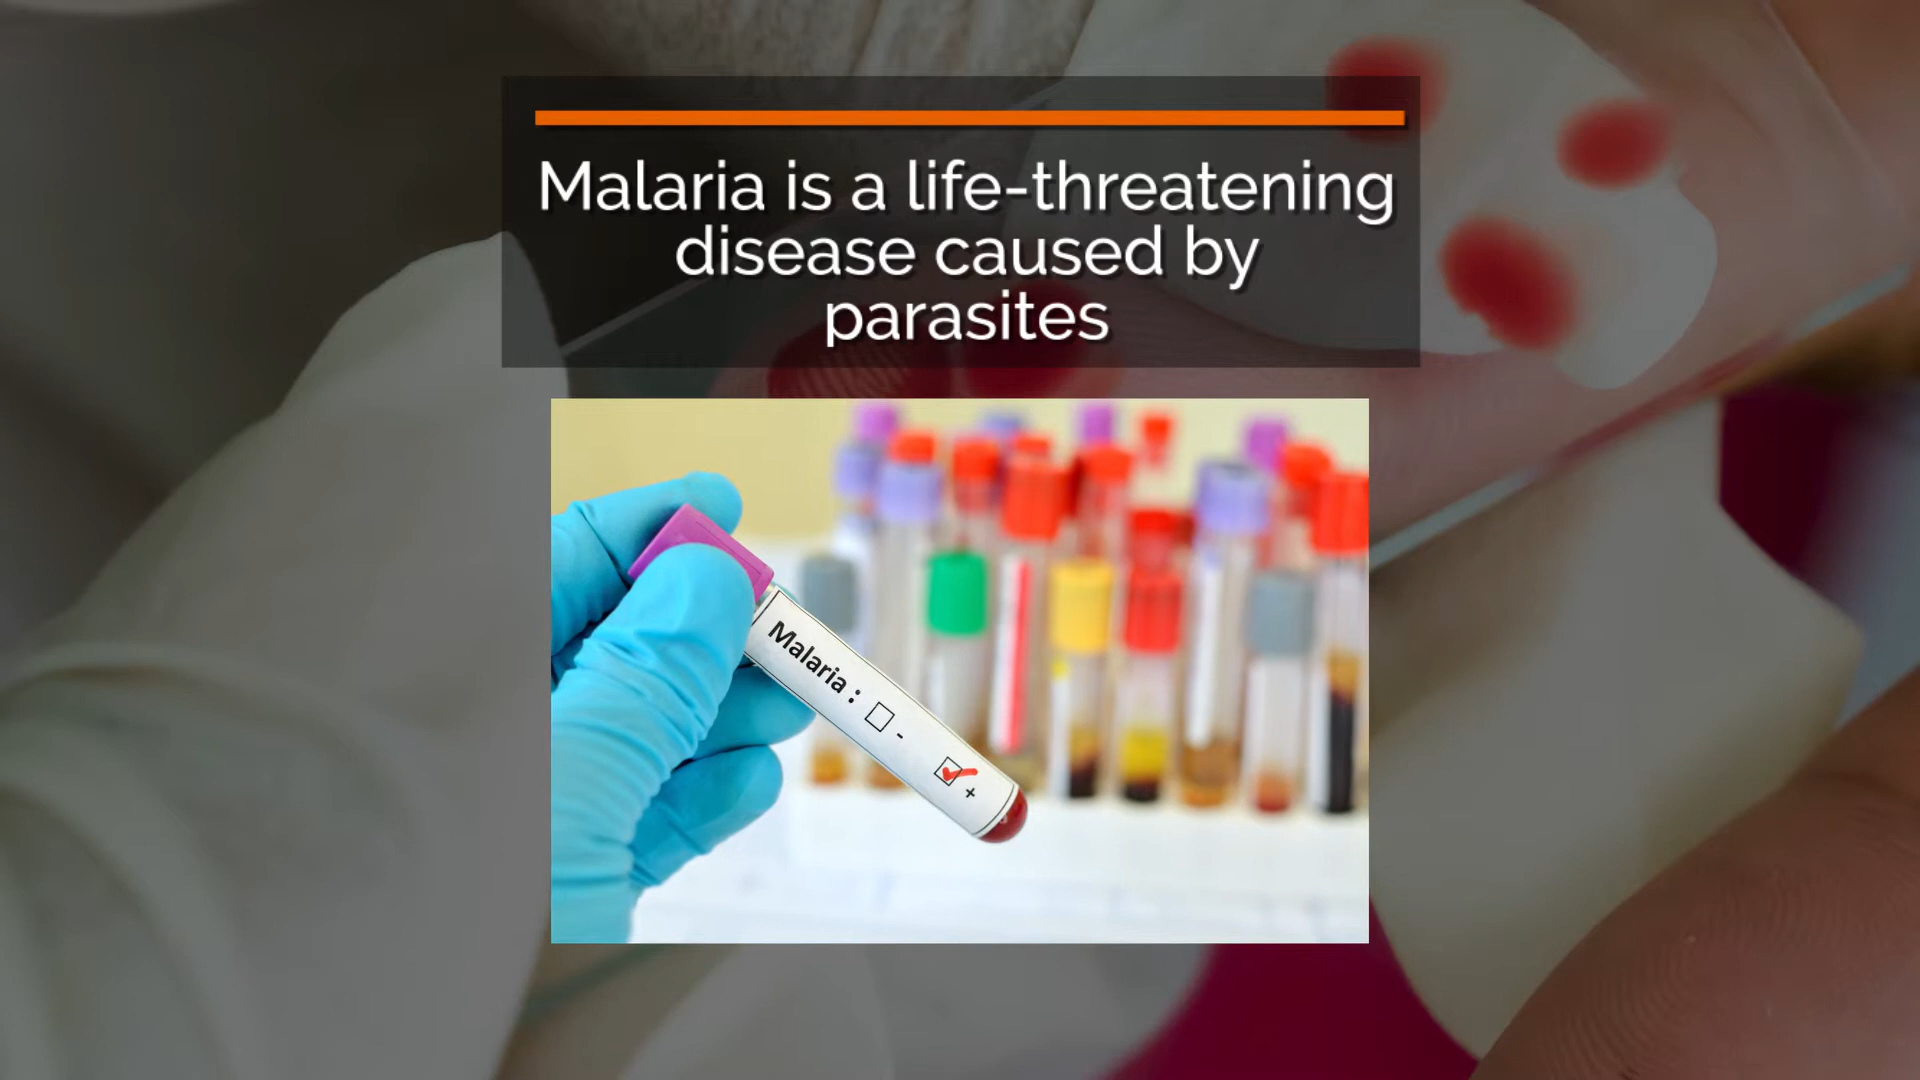 Malaria is a life-threatening
disease caused by
parasites
Malaria : ☐ -
☑ +